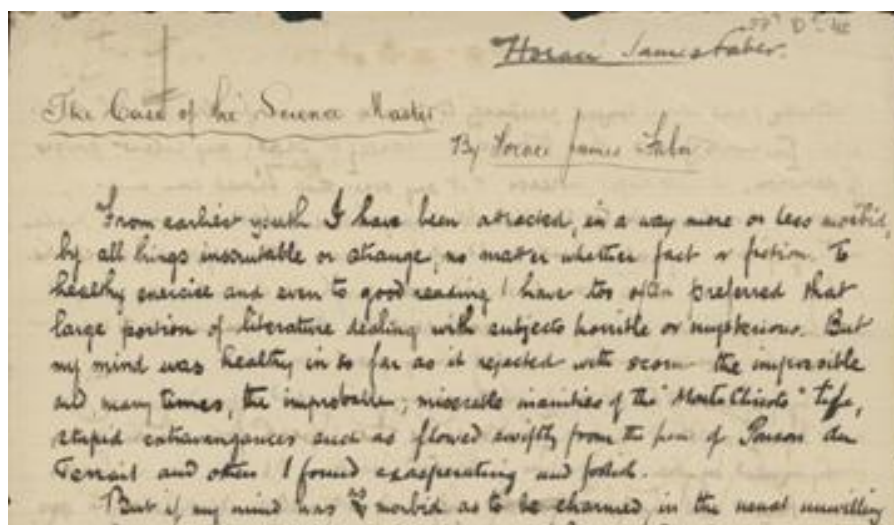 Horace James Faber.
The Case of the Science Master
By Horace James Faber
From earliest youth I have been attracted, in a way more or less morbid,
by all things inscrutable or strange, no matter whether fact or fiction. To
healthy exercise and even to good reading I have too often preferred that
large portion of literature dealing with subjects horrible or mysterious. But
my mind was healthy in so far as it rejected with scorn the impossible
and, many times, the improbable; miserable inanities of the "Monte Christo" type,
stupid extravagances such as flowed swiftly from the pen of Ponson du
Terrail and others I found exasperating and foolish.
But if my mind was so morbid as to be charmed, in the usual unwilling